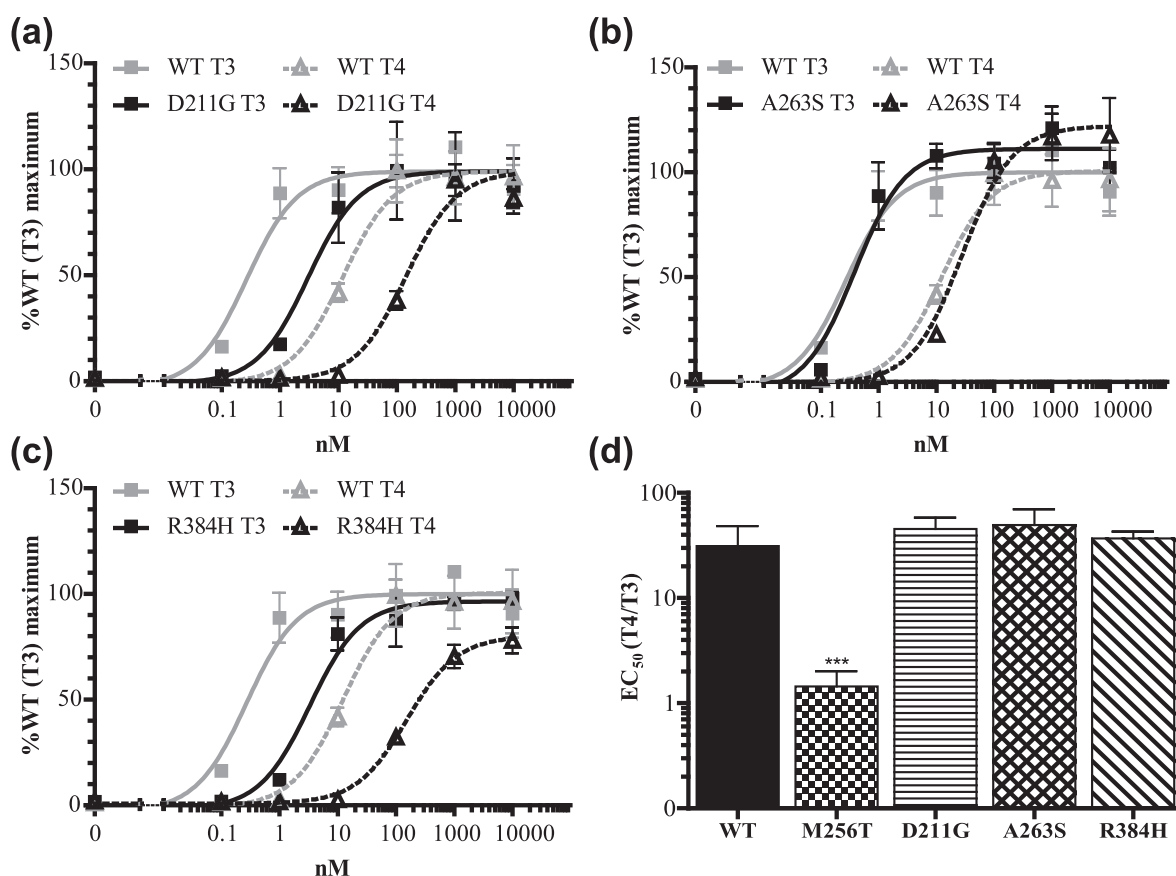 (a)
150
WT T3
WT T4
D211G T3
D211G T4
100
50
0
%WT (T3) maximum
0 0.1 1 10 100 1000 10000
nM
(b)
150
WT T3
WT T4
A263S T3
A263S T4
100
50
0
%WT (T3) maximum
0 0.1 1 10 100 1000 10000
nM
(c)
150
WT T3
WT T4
R384H T3
R384H T4
100
50
0
%WT (T3) maximum
0 0.1 1 10 100 1000 10000
nM
(d)
100
10
1
0
EC50 (T4/T3)
***
WT M256T D211G A263S R384H